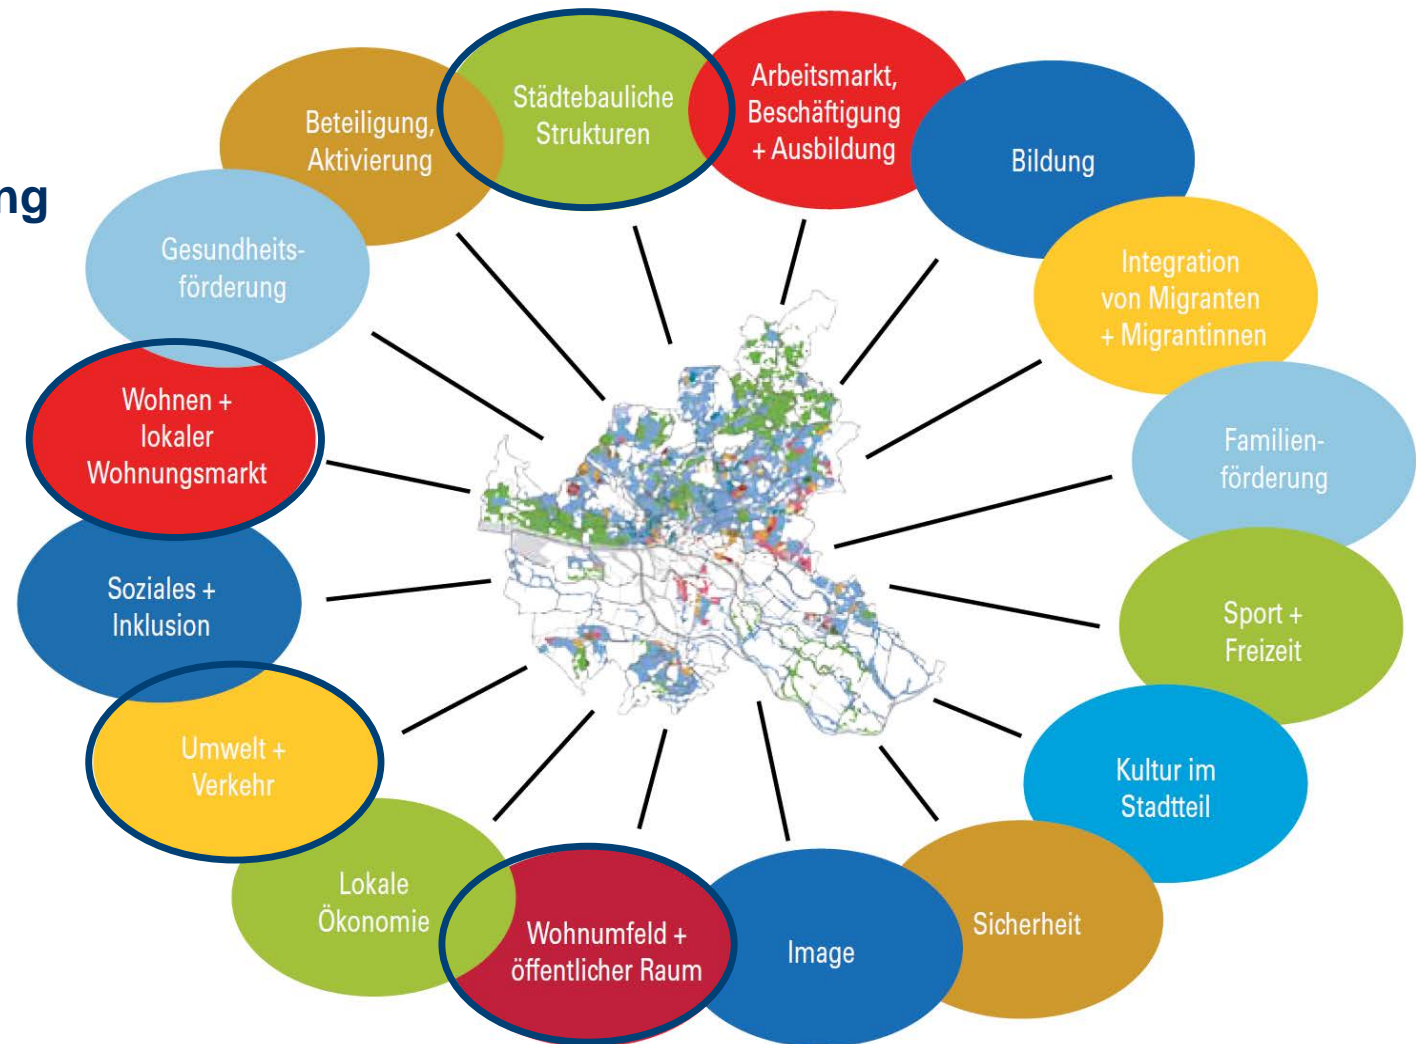 Städtebauliche
Strukturen
Arbeitsmarkt,
Beschäftigung
+ Ausbildung
Bildung
Integration
von Migranten
+ Migrantinnen
Familien-
förderung
Sport +
Freizeit
Kultur im
Stadtteil
Sicherheit
Image
Wohnumfeld +
öffentlicher Raum
Lokale
Ökonomie
Umwelt +
Verkehr
Soziales +
Inklusion
Wohnen +
lokaler
Wohnungsmarkt
Gesundheits-
förderung
Beteiligung,
Aktivierung
ng